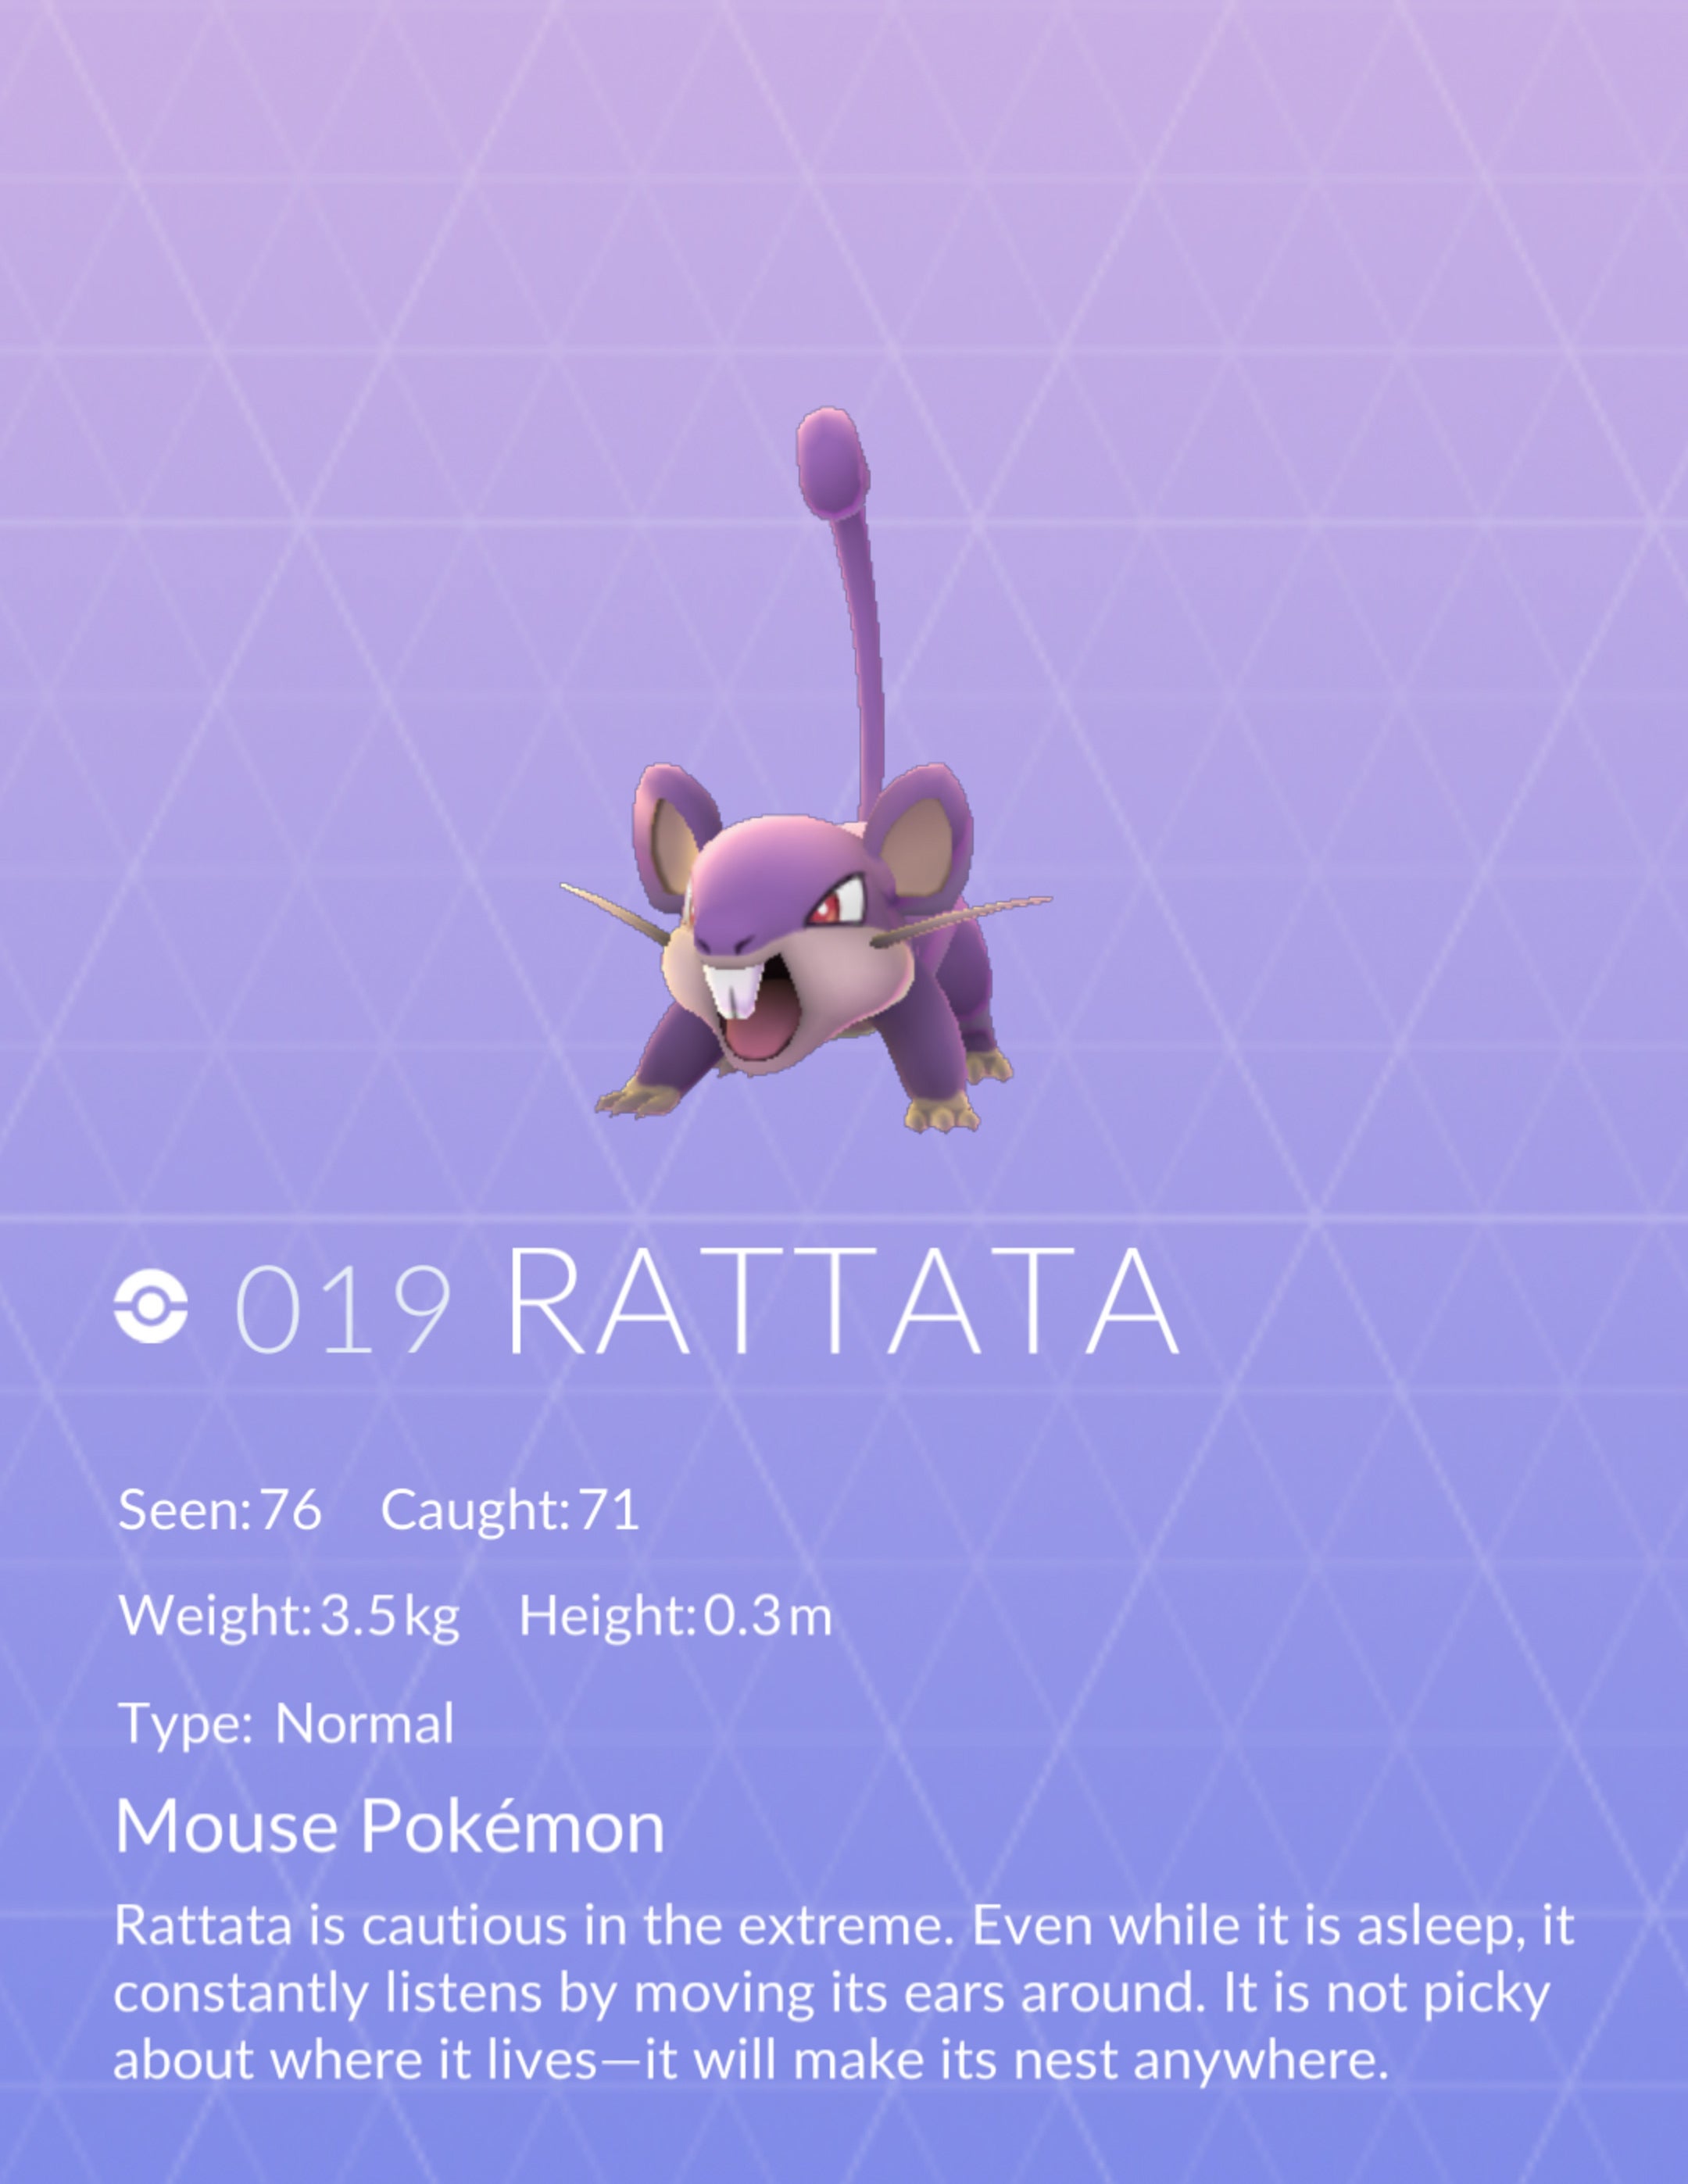 019 RATTATA
Seen: 76 Caught: 71
Weight: 3.5 kg Height: 0.3 m
Type: Normal
Mouse Pokémon
Rattata is cautious in the extreme. Even while it is asleep, it
constantly listens by moving its ears around. It is not picky
about where it lives—it will make its nest anywhere.